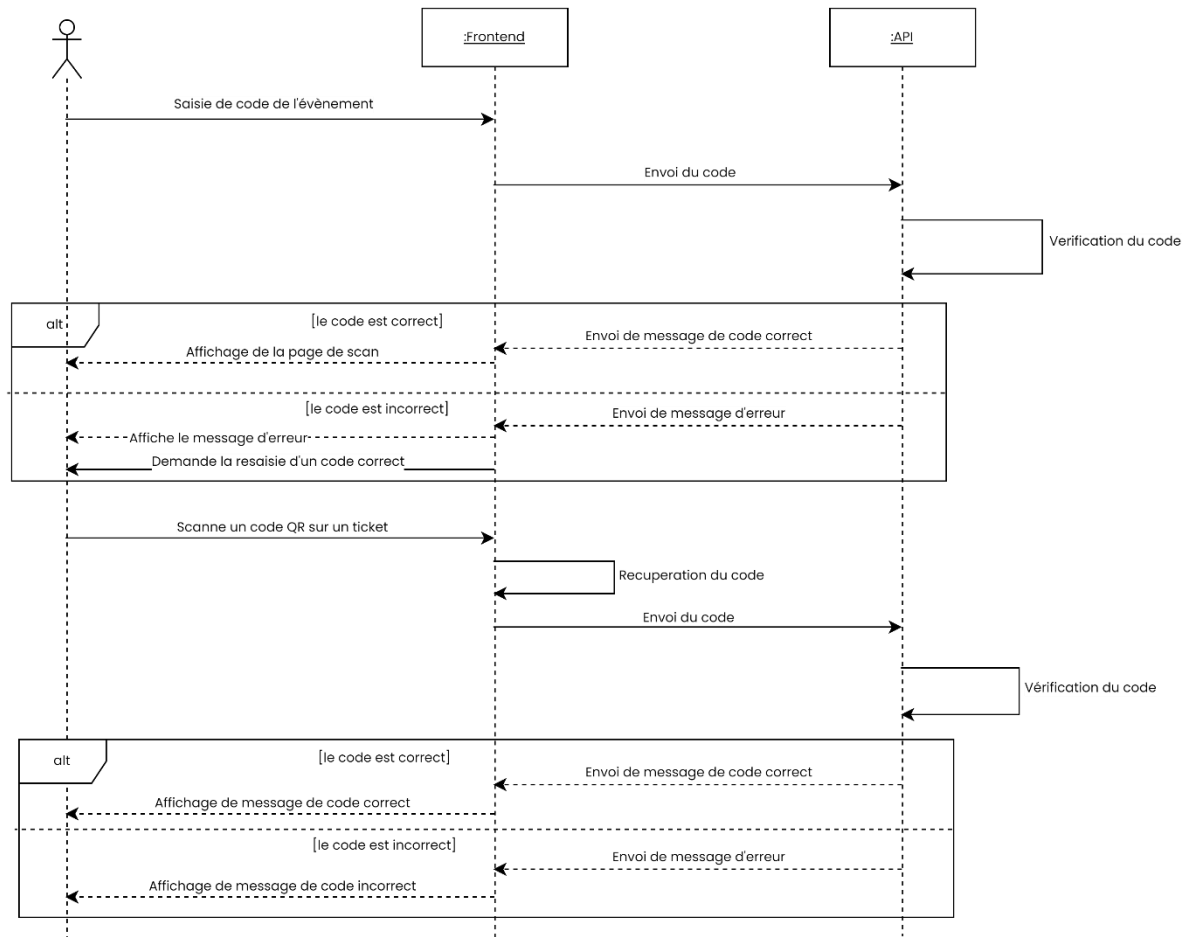 :Frontend
:API
Saisie de code de l'évènement
Envoi du code
Verification du code
alt
[le code est correct]
Envoi de message de code correct
Affichage de la page de scan
[le code est incorrect]
Envoi de message d'erreur
Affiche le message d'erreur
Demande la resaisie d'un code correct
Scanne un code QR sur un ticket
Recuperation du code
Envoi du code
Vérification du code
alt
[le code est correct]
Envoi de message de code correct
Affichage de message de code correct
[le code est incorrect]
Envoi de message d'erreur
Affichage de message de code incorrect